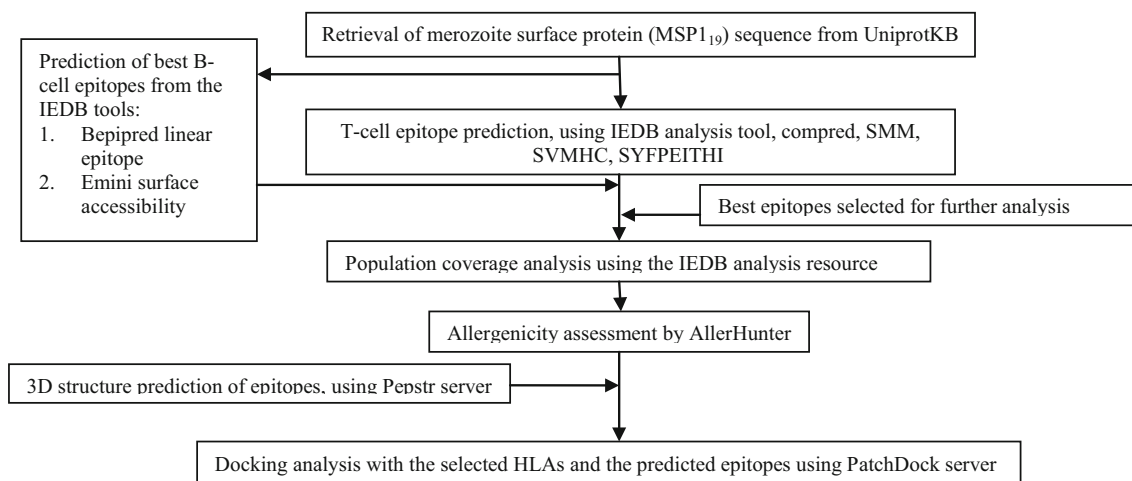 Retrieval of merozoite surface protein (MSP1₁₉) sequence from UniprotKB
Prediction of best B-
cell epitopes from the
IEDB tools:
1. Bepipred linear
epitope
2. Emini surface
accessibility
T-cell epitope prediction, using IEDB analysis tool, compred, SMM,
SVMHC, SYFPEITHI
Best epitopes selected for further analysis
Population coverage analysis using the IEDB analysis resource
Allergenicity assessment by AllerHunter
3D structure prediction of epitopes, using Pepstr server
Docking analysis with the selected HLAs and the predicted epitopes using PatchDock server